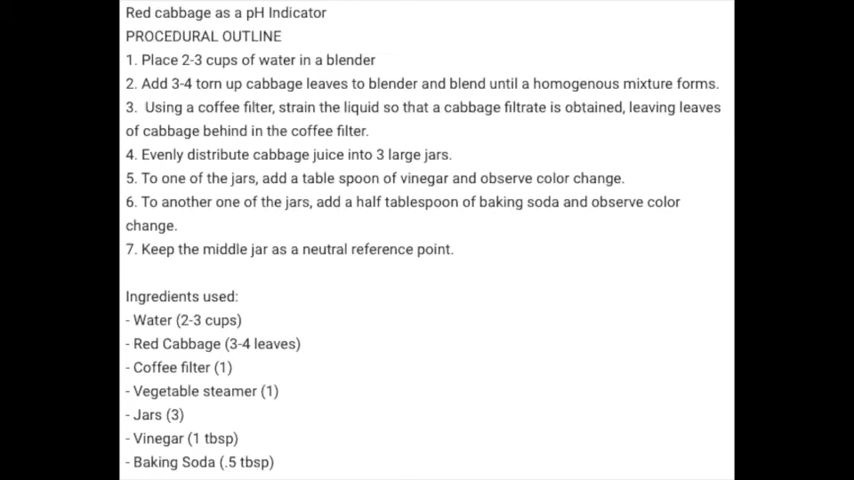 Red cabbage as a pH Indicator
PROCEDURAL OUTLINE
1. Place 2-3 cups of water in a blender
2. Add 3-4 torn up cabbage leaves to blender and blend until a homogenous mixture forms.
3.  Using a coffee filter, strain the liquid so that a cabbage filtrate is obtained, leaving leaves
of cabbage behind in the coffee filter.
4. Evenly distribute cabbage juice into 3 large jars.
5. To one of the jars, add a table spoon of vinegar and observe color change.
6. To another one of the jars, add a half tablespoon of baking soda and observe color
change.
7. Keep the middle jar as a neutral reference point.
Ingredients used:
- Water (2-3 cups)
- Red Cabbage (3-4 leaves)
- Coffee filter (1)
- Vegetable steamer (1)
- Jars (3)
- Vinegar (1 tbsp)
- Baking Soda (.5 tbsp)